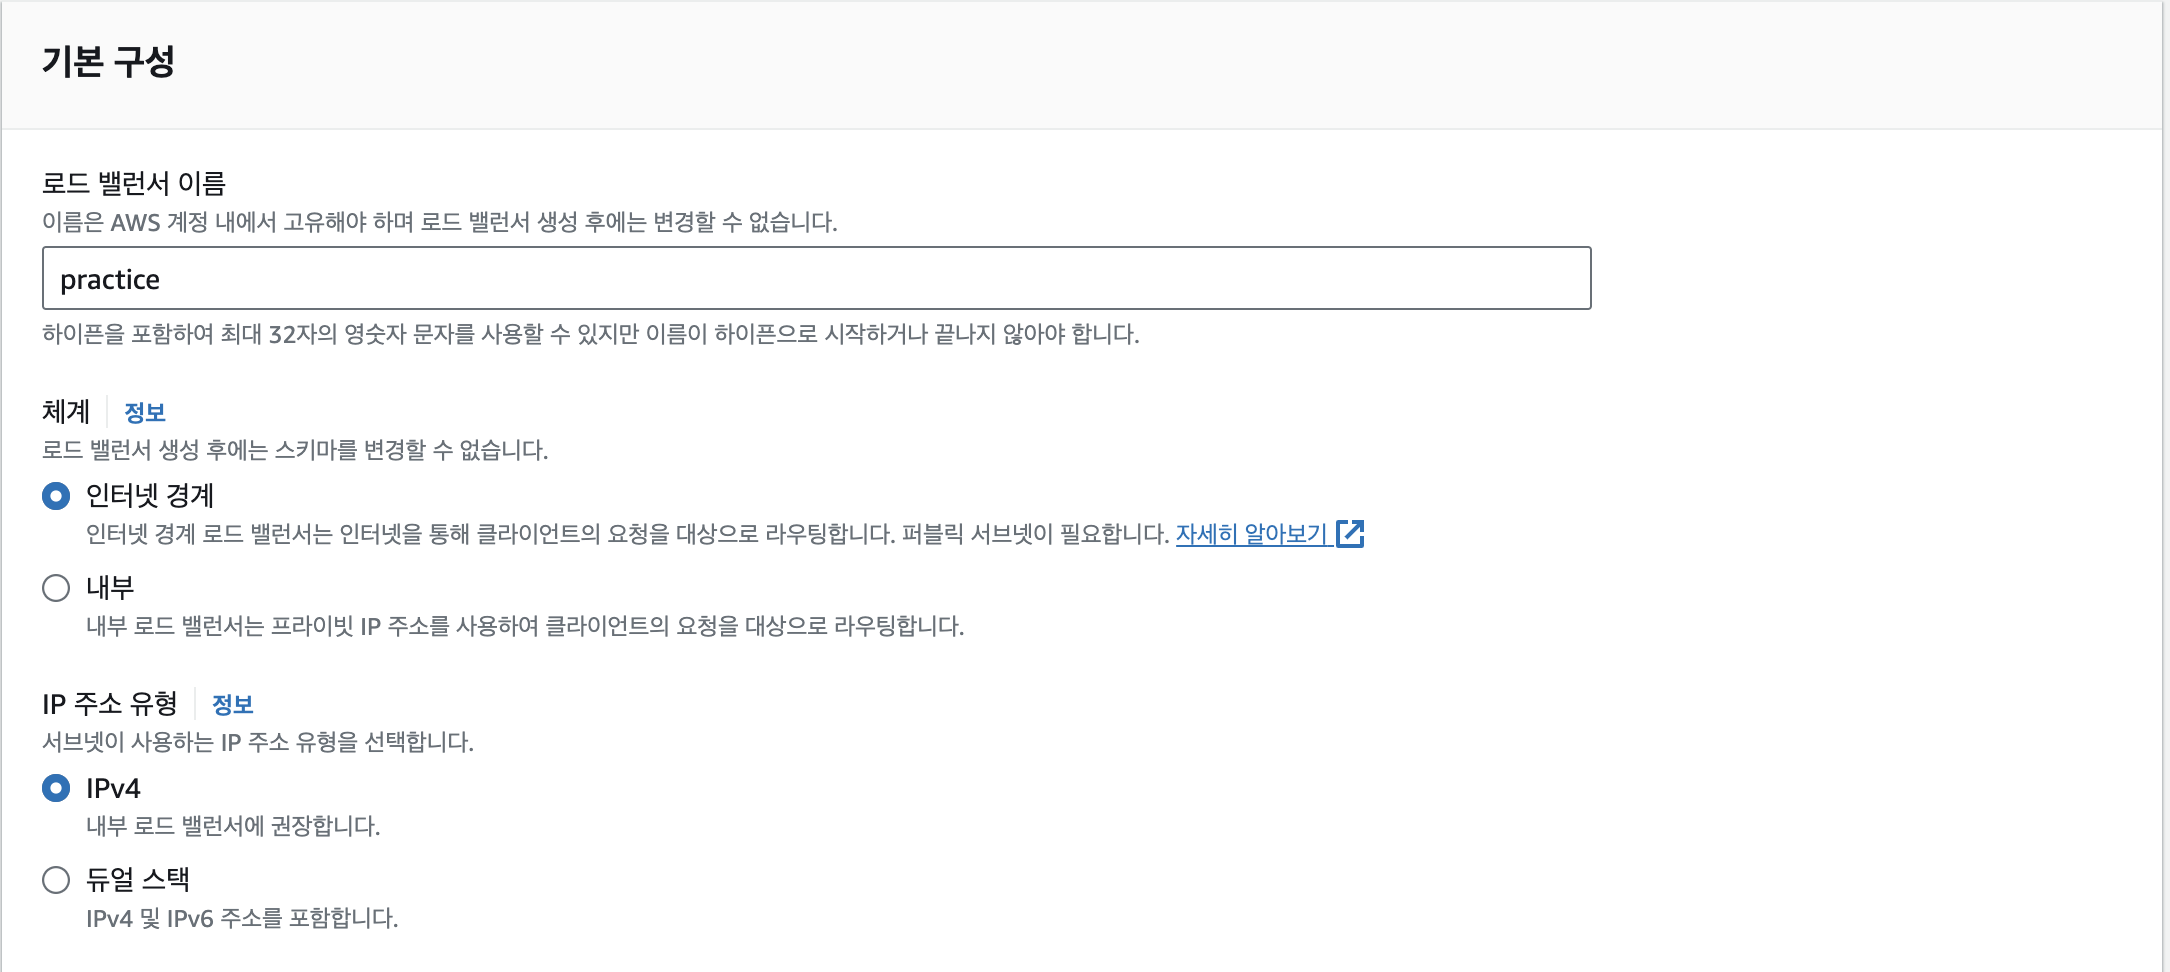 기본 구성
로드 밸런서 이름
이름은 AWS 계정 내에서 고유해야 하며 로드 밸런서 생성 후에는 변경할 수 없습니다.
practice
하이픈을 포함하여 최대 32자의 영숫자 문자를 사용할 수 있지만 이름이 하이픈으로 시작하거나 끝나지 않아야 합니다.
체계 정보
로드 밸런서 생성 후에는 스키마를 변경할 수 없습니다.
인터넷 경계
인터넷 경계 로드 밸런서는 인터넷을 통해 클라이언트의 요청을 대상으로 라우팅합니다. 퍼블릭 서브넷이 필요합니다. 자세히 알아보기
내부
내부 로드 밸런서는 프라이빗 IP 주소를 사용하여 클라이언트의 요청을 대상으로 라우팅합니다.
IP 주소 유형 정보
서브넷이 사용하는 IP 주소 유형을 선택합니다.
IPv4
내부 로드 밸런서에 권장합니다.
듀얼 스택
IPv4 및 IPv6 주소를 포함합니다.